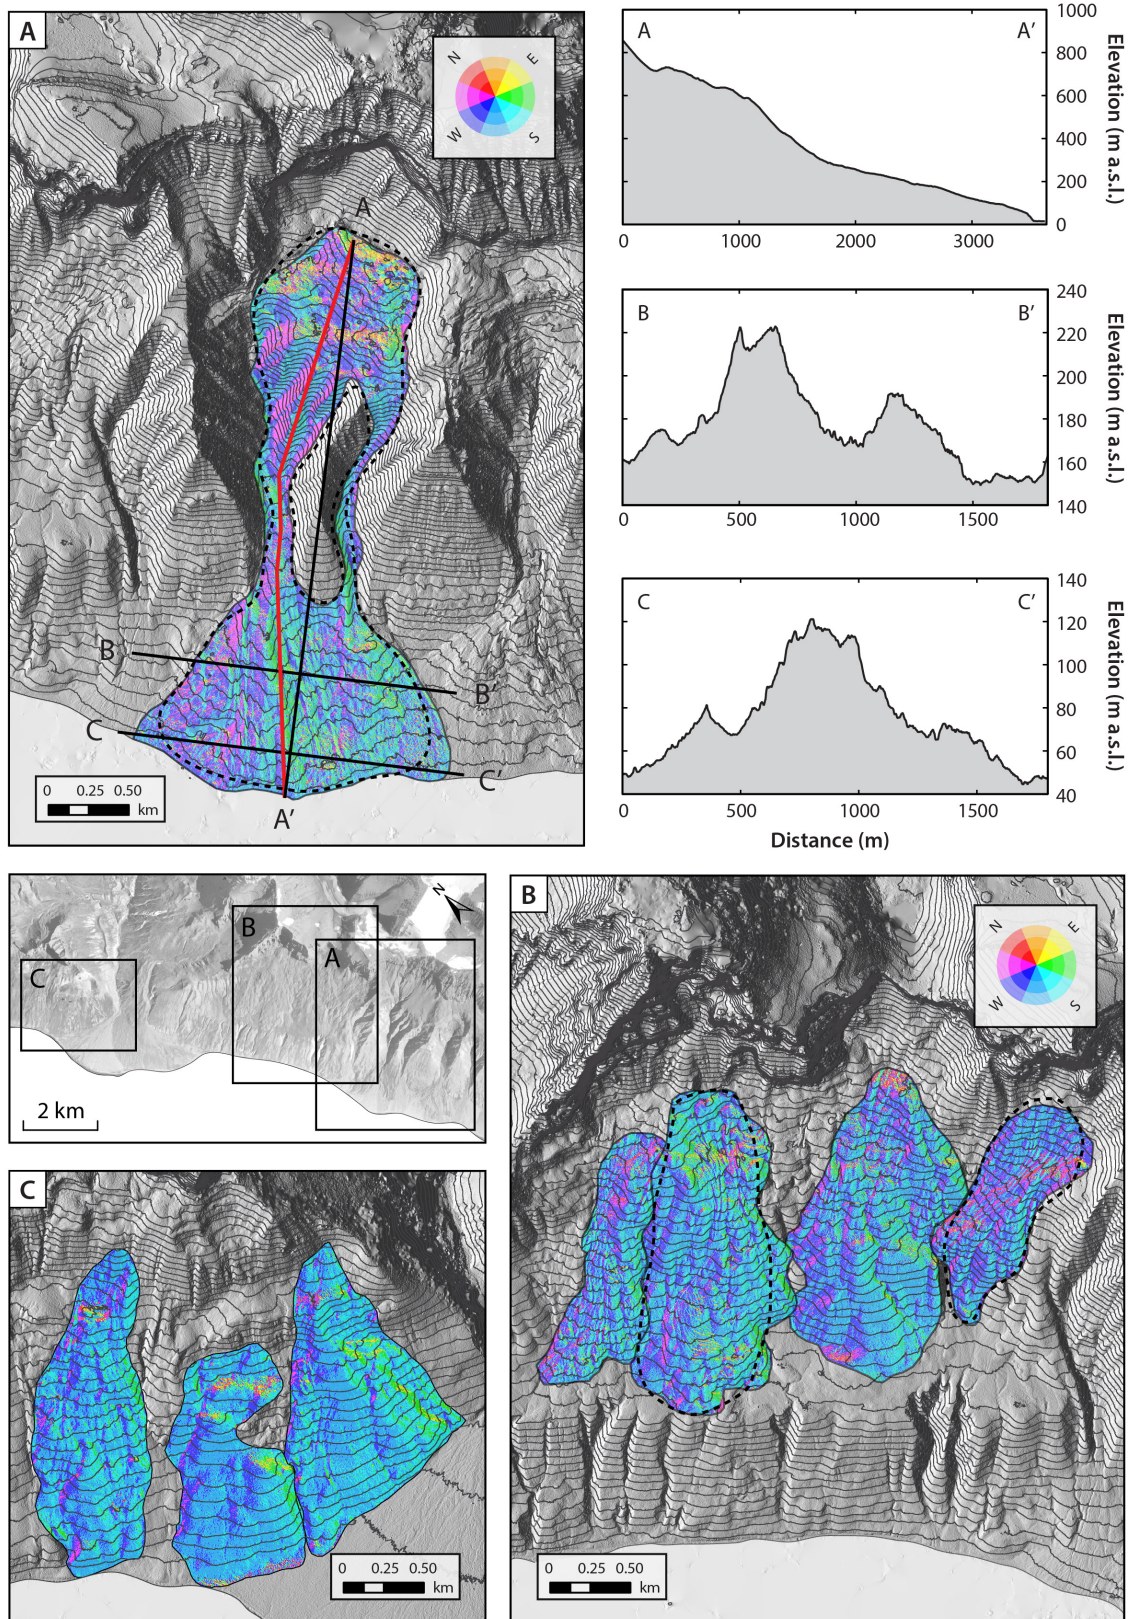 A
N
E
W
S
A
B
B'
C
C'
A'
0 0.25 0.50
km
A A'
1000
800
600
400
200
0
Elevation (m a.s.l.)
0 1000 2000 3000
B B'
240
220
200
180
160
140
Elevation (m a.s.l.)
0 500 1000 1500
C C'
140
120
100
80
60
40
Elevation (m a.s.l.)
0 500 1000 1500
Distance (m)
N
B
A
C
2 km
B
N
E
W
S
0 0.25 0.50
km
C
0 0.25 0.50
km